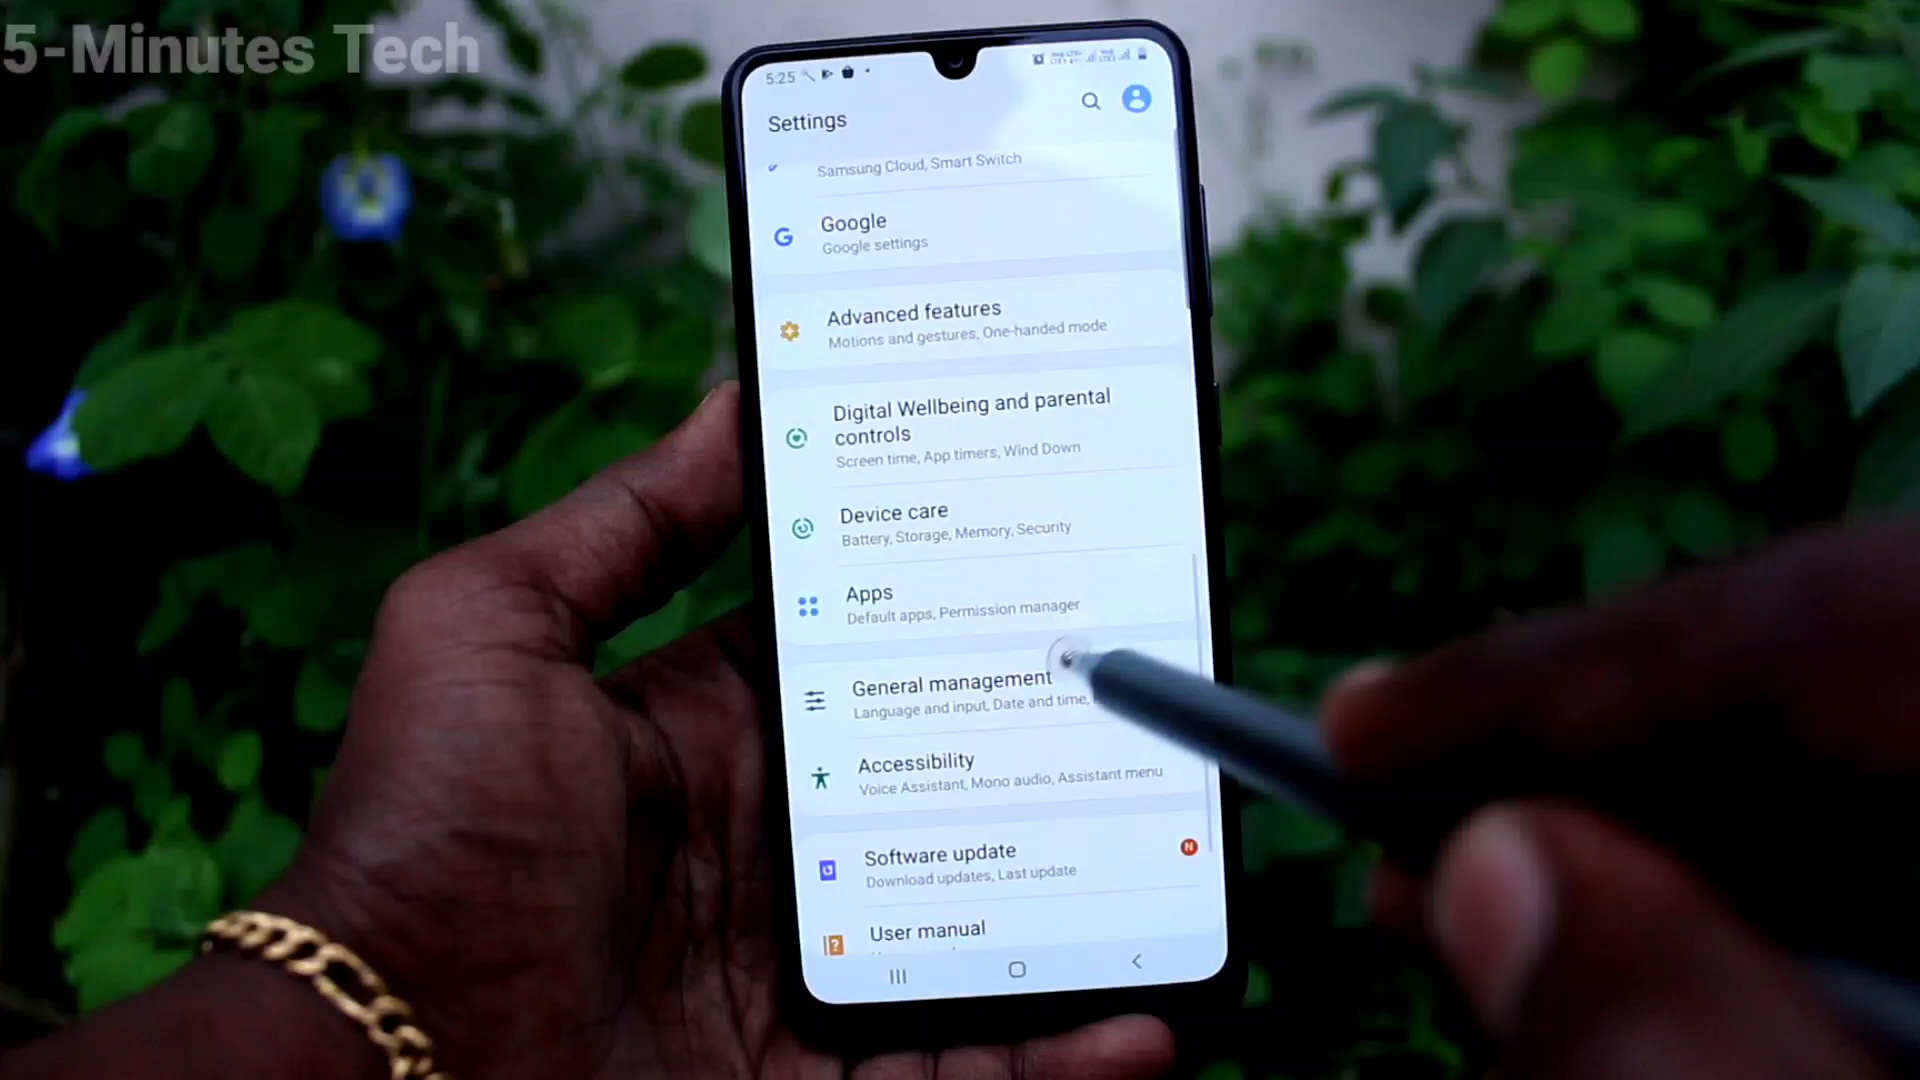 5-Minutes Tech
5:25
Settings
Samsung Cloud, Smart Switch
G
Google
Google settings
Advanced features
Motions and gestures, One-handed mode
Digital Wellbeing and parental
controls
Screen time, App timers, Wind Down
Device care
Battery, Storage, Memory, Security
Apps
Default apps, Permission manager
General management
Language and input, Date and time,
Accessibility
Voice Assistant, Mono audio, Assistant menu
Software update
N
Download updates, Last update
?
User manual